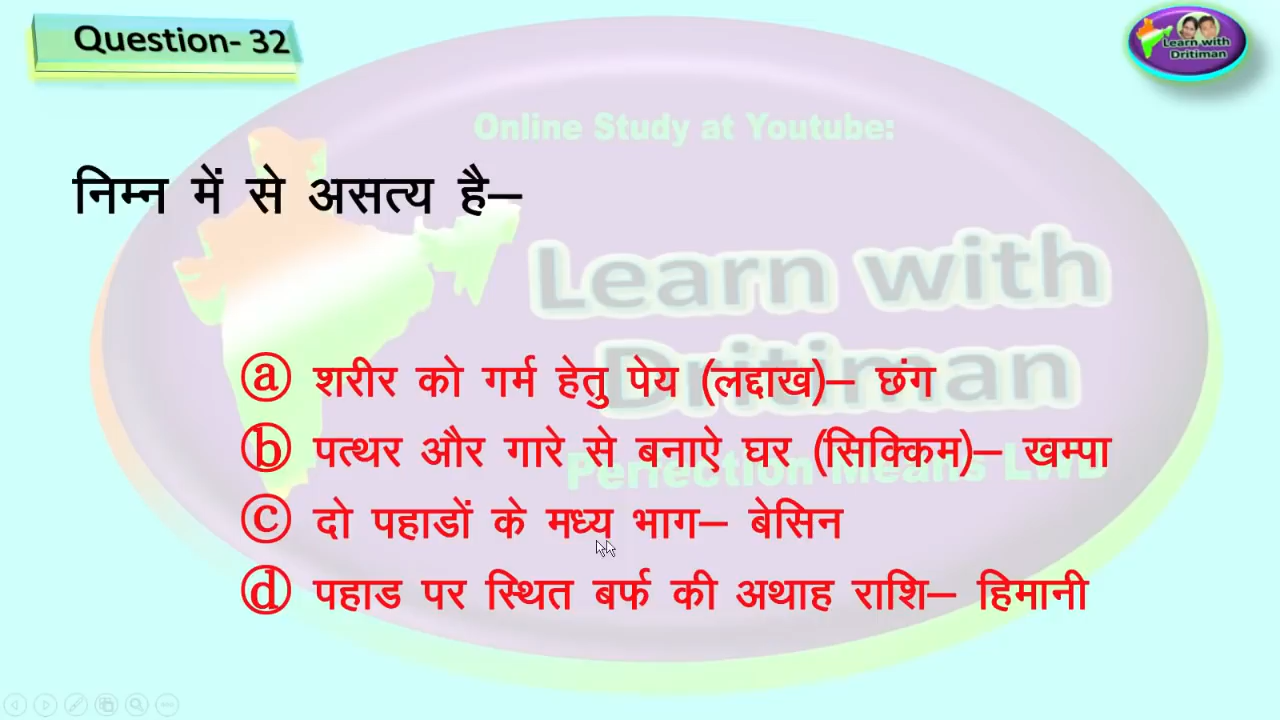 Question- 32
Learn with
Dritiman
Online Study at Youtube:
निम्न में से असत्य है–
Learn with
Dritiman
ⓐ शरीर को गर्म हेतु पेय (लद्दाख)– छंग
ⓑ पत्थर और गारे से बनाऐ घर (सिक्किम)– खम्पा
Perfection Means LWD
ⓒ दो पहाडों के मध्य भाग– बेसिन
ⓓ पहाड पर स्थित बर्फ की अथाह राशि– हिमानी